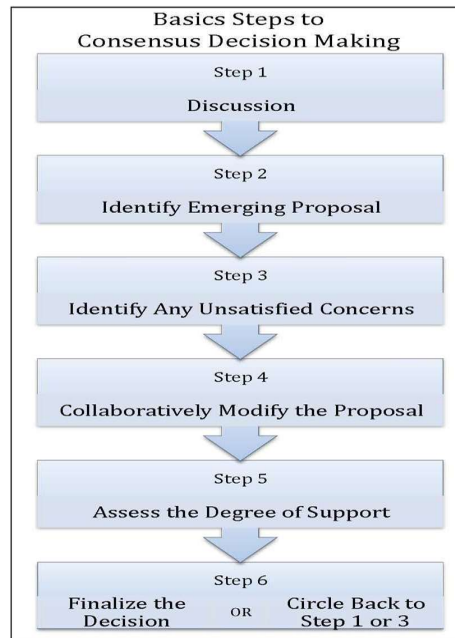 Basics Steps to
Consensus Decision Making
Step 1
Discussion
Step 2
Identify Emerging Proposal
Step 3
Identify Any Unsatisfied Concerns
Step 4
Collaboratively Modify the Proposal
Step 5
Assess the Degree of Support
Step 6
Finalize the
Decision
OR
Circle Back to
Step 1 or 3